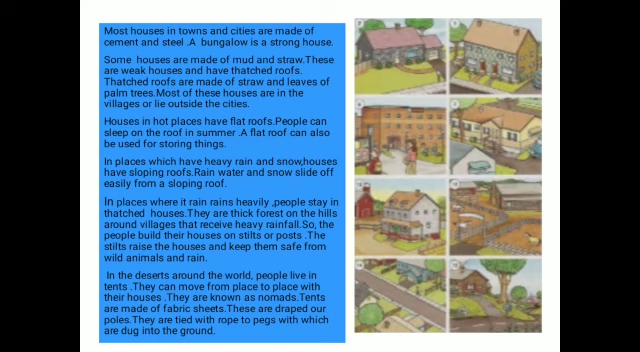 Most houses in towns and cities are made of
cement and steel .A  bungalow is a strong house.
Some  houses are made of mud and straw.These
are weak houses and have thatched roofs.
Thatched roofs are made of straw and leaves of
palm trees.Most of these houses are in the
villages or lie outside the cities.
Houses in hot places have flat roofs.People can
sleep on the roof in summer .A flat roof can also
be used for storing things.
In places which have heavy rain and snow,houses
have sloping roofs.Rain water and snow slide off
easily from a sloping roof.
In places where it rain rains heavily ,people stay in
thatched  houses.They are thick forest on the hills
around villages that receive heavy rainfall.So, the
people build their houses on stilts or posts .The
stilts raise the houses and keep them safe from
wild animals and rain.
In the deserts around the world, people live in
tents .They can move from place to place with
their houses .They are known as nomads.Tents
are made of fabric sheets.These are draped our
poles.They are tied with rope to pegs with which
are dug into the ground.